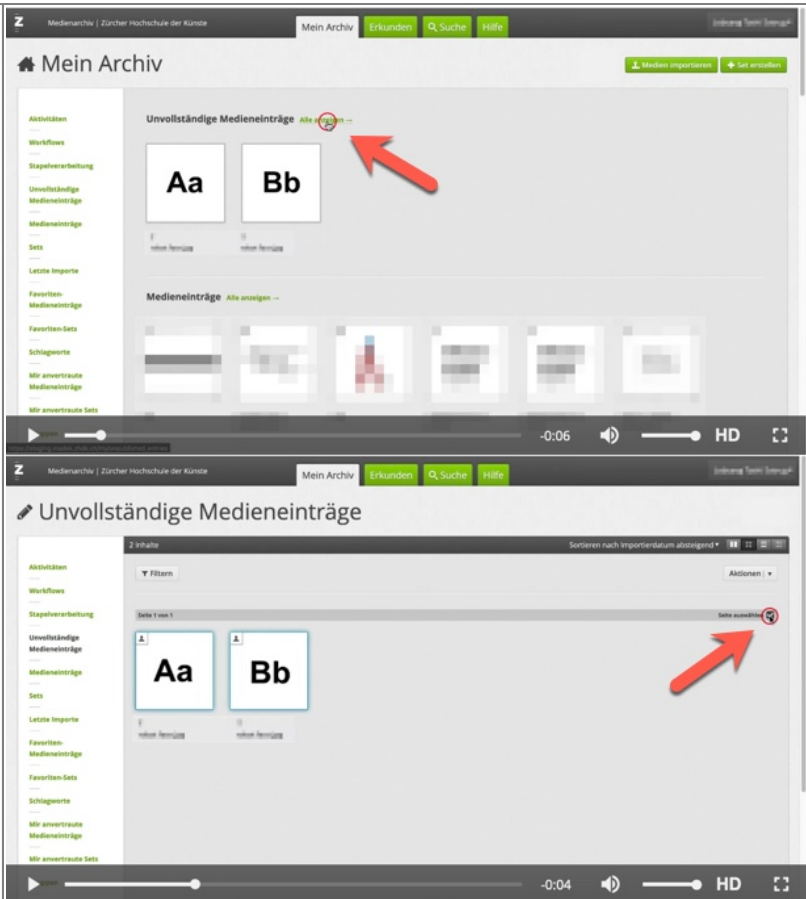 Z Medienarchiv | Zürcher Hochschule der Künste Mein Archiv Erkunden Suche Hilfe
Mein Archiv Medien importieren Set erstellen
Aktivitäten
Workflows
Stapelverarbeitung
Unvollständige
Medieneinträge
Medieneinträge
Sets
Letzte Importe
Favoriten-
Medieneinträge
Favoriten-Sets
Schlagworte
Mir anvertraute
Medieneinträge
Mir anvertraute Sets
Unvollständige Medieneinträge Alle anzeigen →
Aa Bb
Medieneinträge Alle anzeigen →
-0:06 HD
Z Medienarchiv | Zürcher Hochschule der Künste Mein Archiv Erkunden Suche Hilfe
Unvollständige Medieneinträge
Aktivitäten
Workflows
Stapelverarbeitung
Unvollständige
Medieneinträge
Medieneinträge
Sets
Letzte Importe
Favoriten-
Medieneinträge
Favoriten-Sets
Schlagworte
Mir anvertraute
Medieneinträge
Mir anvertraute Sets
2 Inhalte Sortieren nach Importierdatum absteigend
Filtern Aktionen
Seite 1 von 1 Seite auswählen
Aa Bb
-0:04 HD